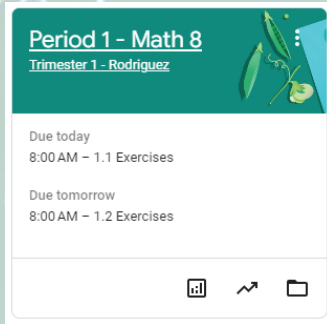 Period 1 - Math 8
Trimester 1 - Rodriguez
Due today
8:00 AM – 1.1 Exercises
Due tomorrow
8:00 AM – 1.2 Exercises